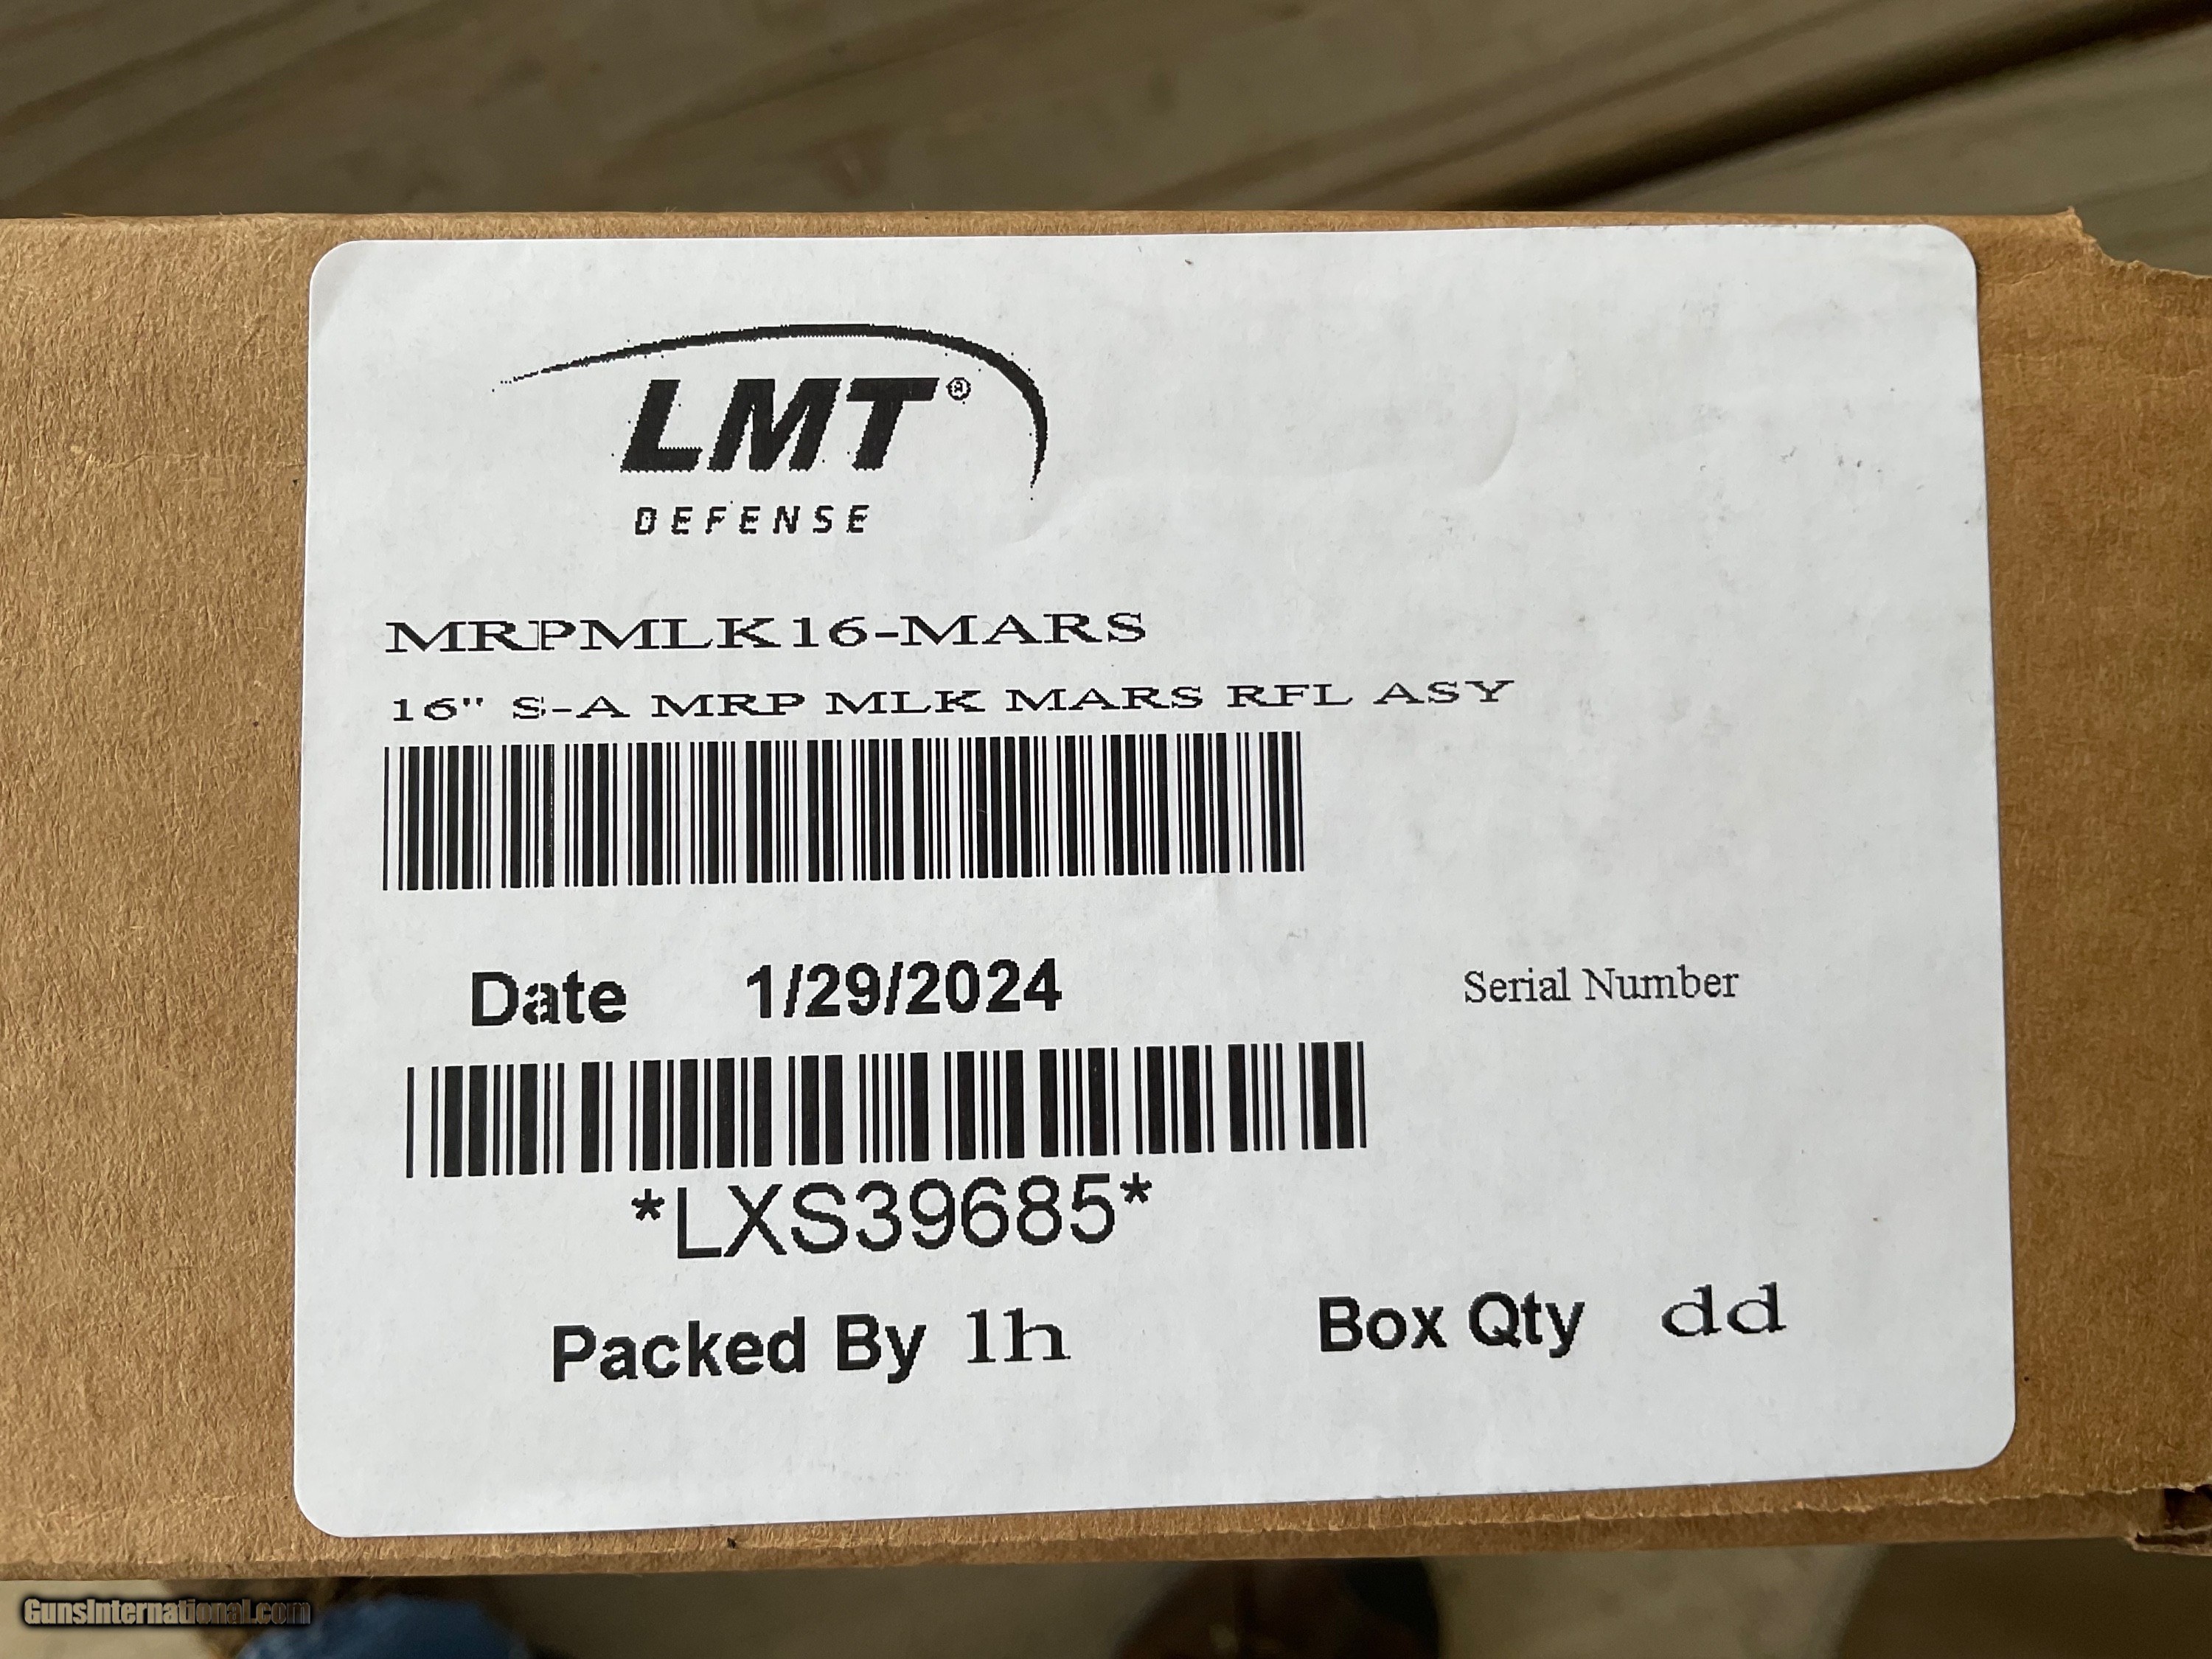 LMT®
DEFENSE
MRPMLK16-MARS
16" S-A MRP MLK MARS RFL ASY
Date 1/29/2024
Serial Number
*LXS39685*
Packed By lh
Box Qty dd
GunsInternational.com